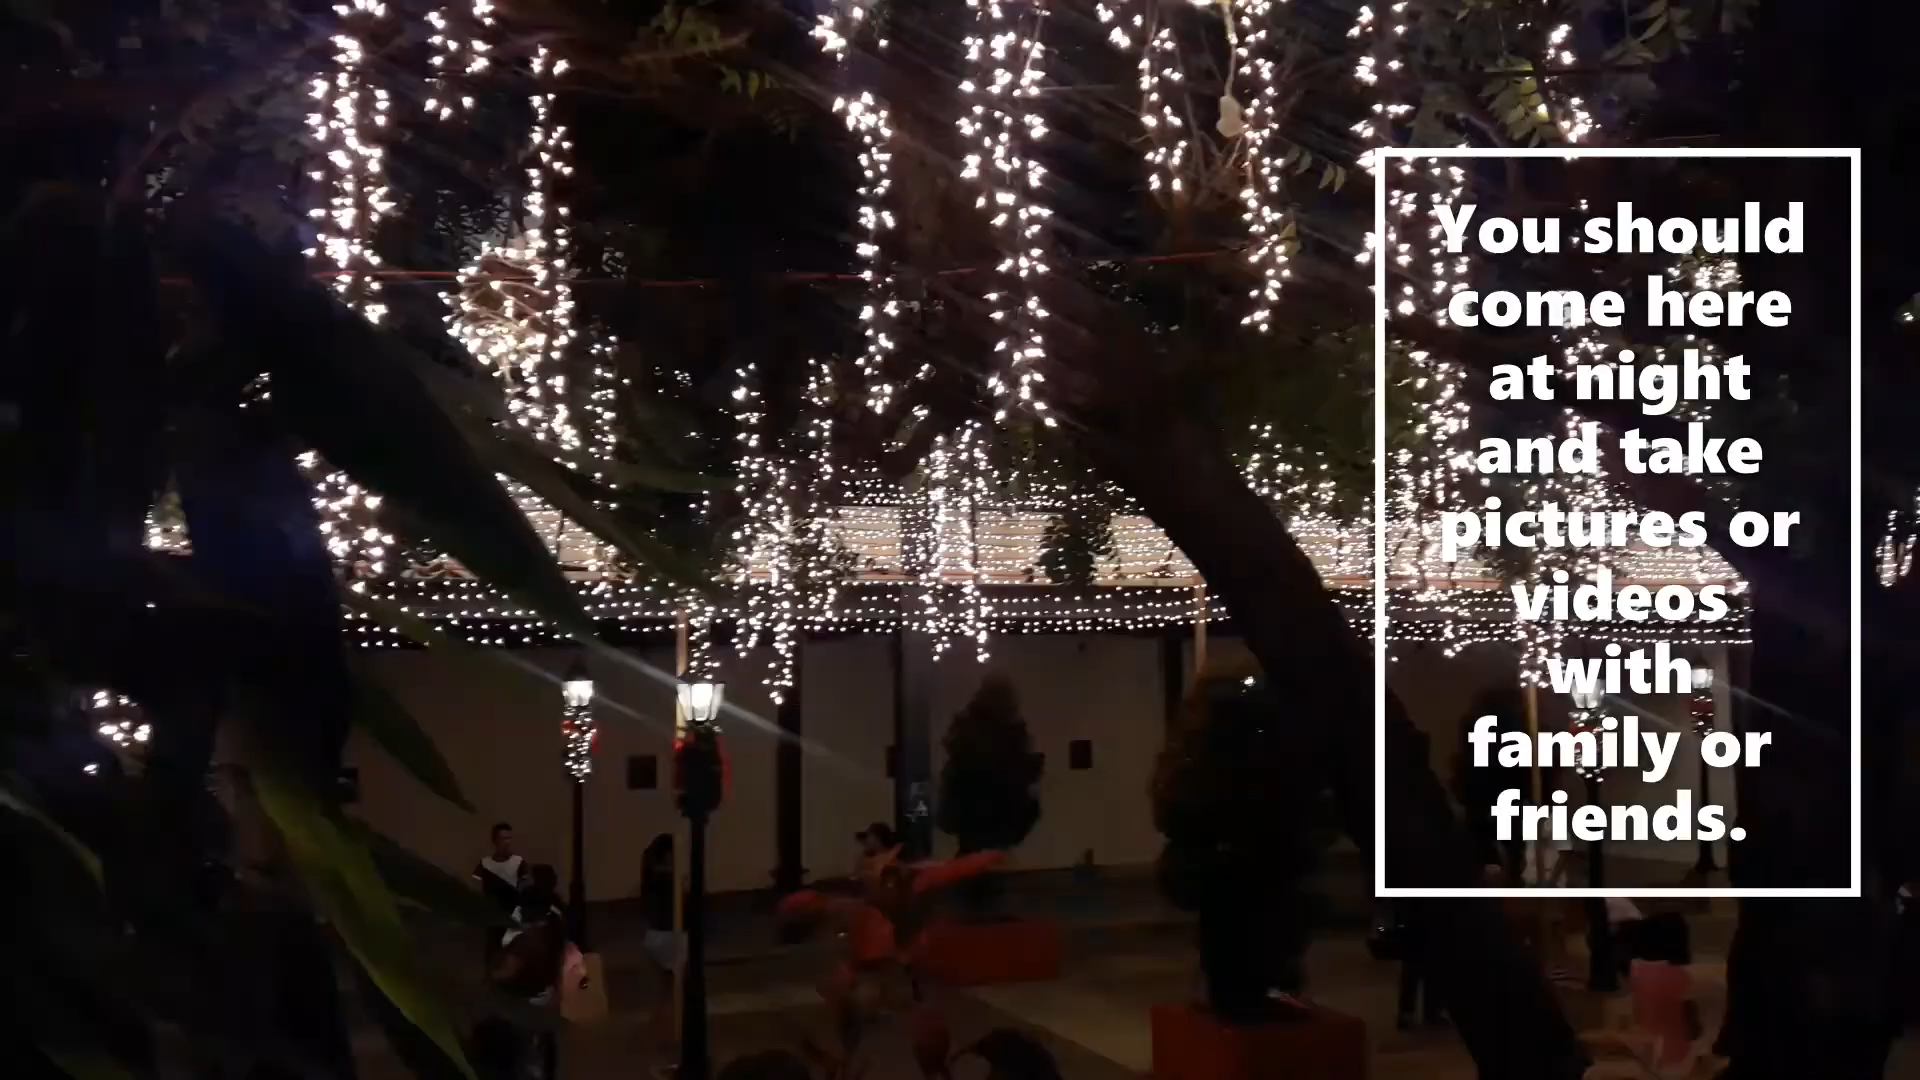 You should
come here
at night
and take
pictures or
videos
with
family or
friends.